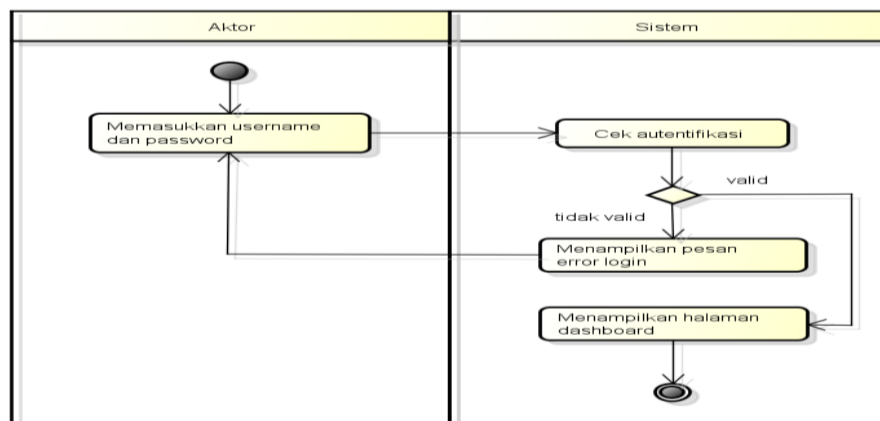 Aktor
Sistem
Memasukkan username
dan password
Cek autentifikasi
valid
tidak valid
Menampilkan pesan
error login
Menampilkan halaman
dashboard